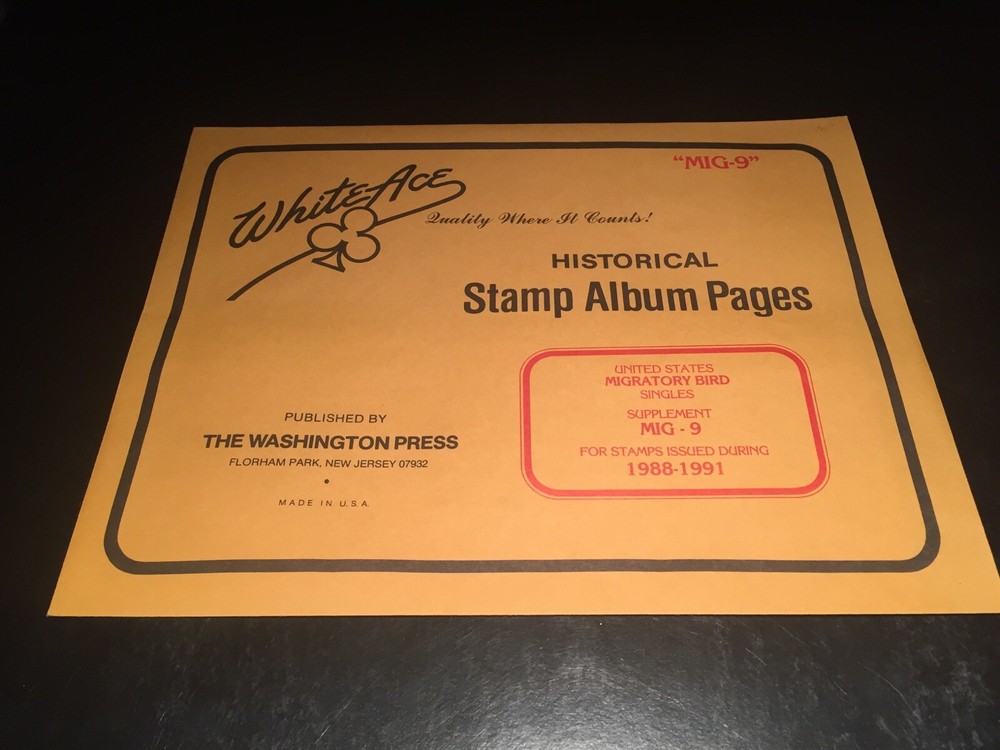 "MIG-9"
White Ace
Quality Where It Counts!
HISTORICAL
Stamp Album Pages
UNITED STATES
MIGRATORY BIRD
SINGLES
SUPPLEMENT
MIG - 9
FOR STAMPS ISSUED DURING
1988-1991
PUBLISHED BY
THE WASHINGTON PRESS
FLORHAM PARK, NEW JERSEY 07932
MADE IN U.S.A.